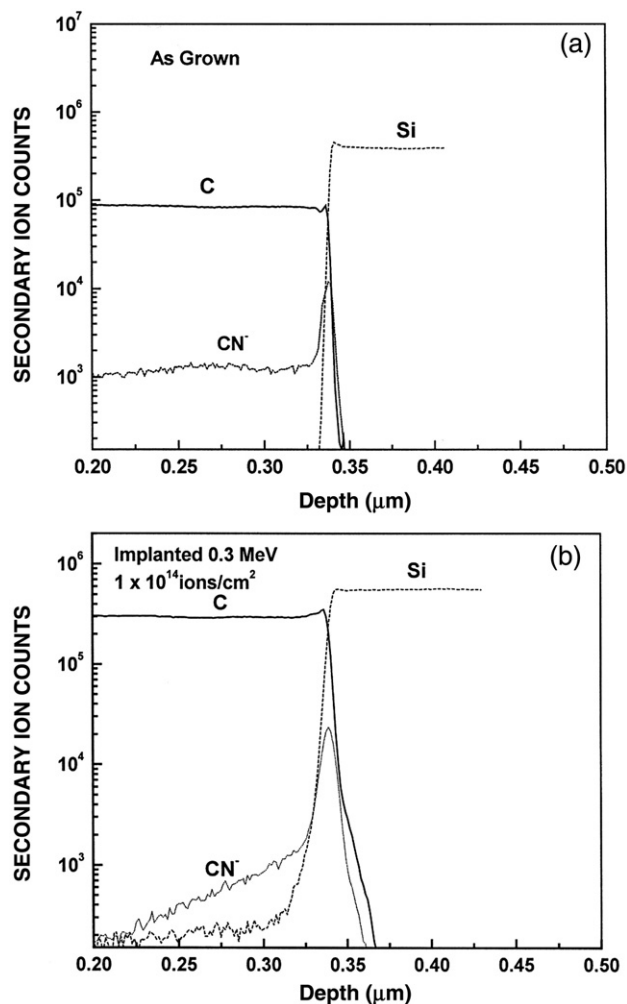 (a)
As Grown
Si
C
CN⁻
SECONDARY ION COUNTS
10⁷
10⁶
10⁵
10⁴
10³
0.20 0.25 0.30 0.35 0.40 0.45 0.50
Depth (μm)
(b)
Implanted 0.3 MeV
1 x 10¹⁴ions/cm²
C
Si
CN⁻
SECONDARY ION COUNTS
10⁶
10⁵
10⁴
10³
0.20 0.25 0.30 0.35 0.40 0.45 0.50
Depth (μm)